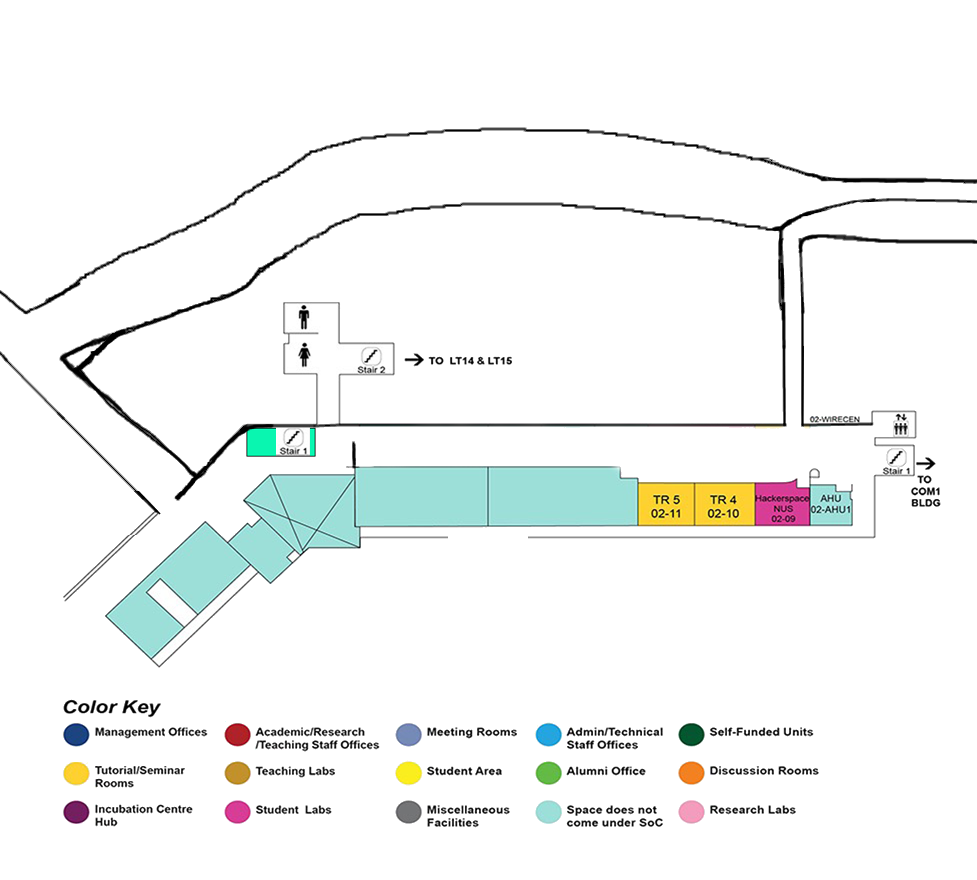 TO LT14 & LT15
Stair 2
02-WIRECEN
Stair 1
Stair 1
TO
COM1
BLDG
TR 5
02-11
TR 4
02-10
Hackerspace
NUS
02-09
AHU
02-AHU1
Color Key
Management Offices
Academic/Research
/Teaching Staff Offices
Meeting Rooms
Admin/Technical
Staff Offices
Self-Funded Units
Tutorial/Seminar
Rooms
Teaching Labs
Student Area
Alumni Office
Discussion Rooms
Incubation Centre
Hub
Student Labs
Miscellaneous
Facilities
Space does not
come under SoC
Research Labs